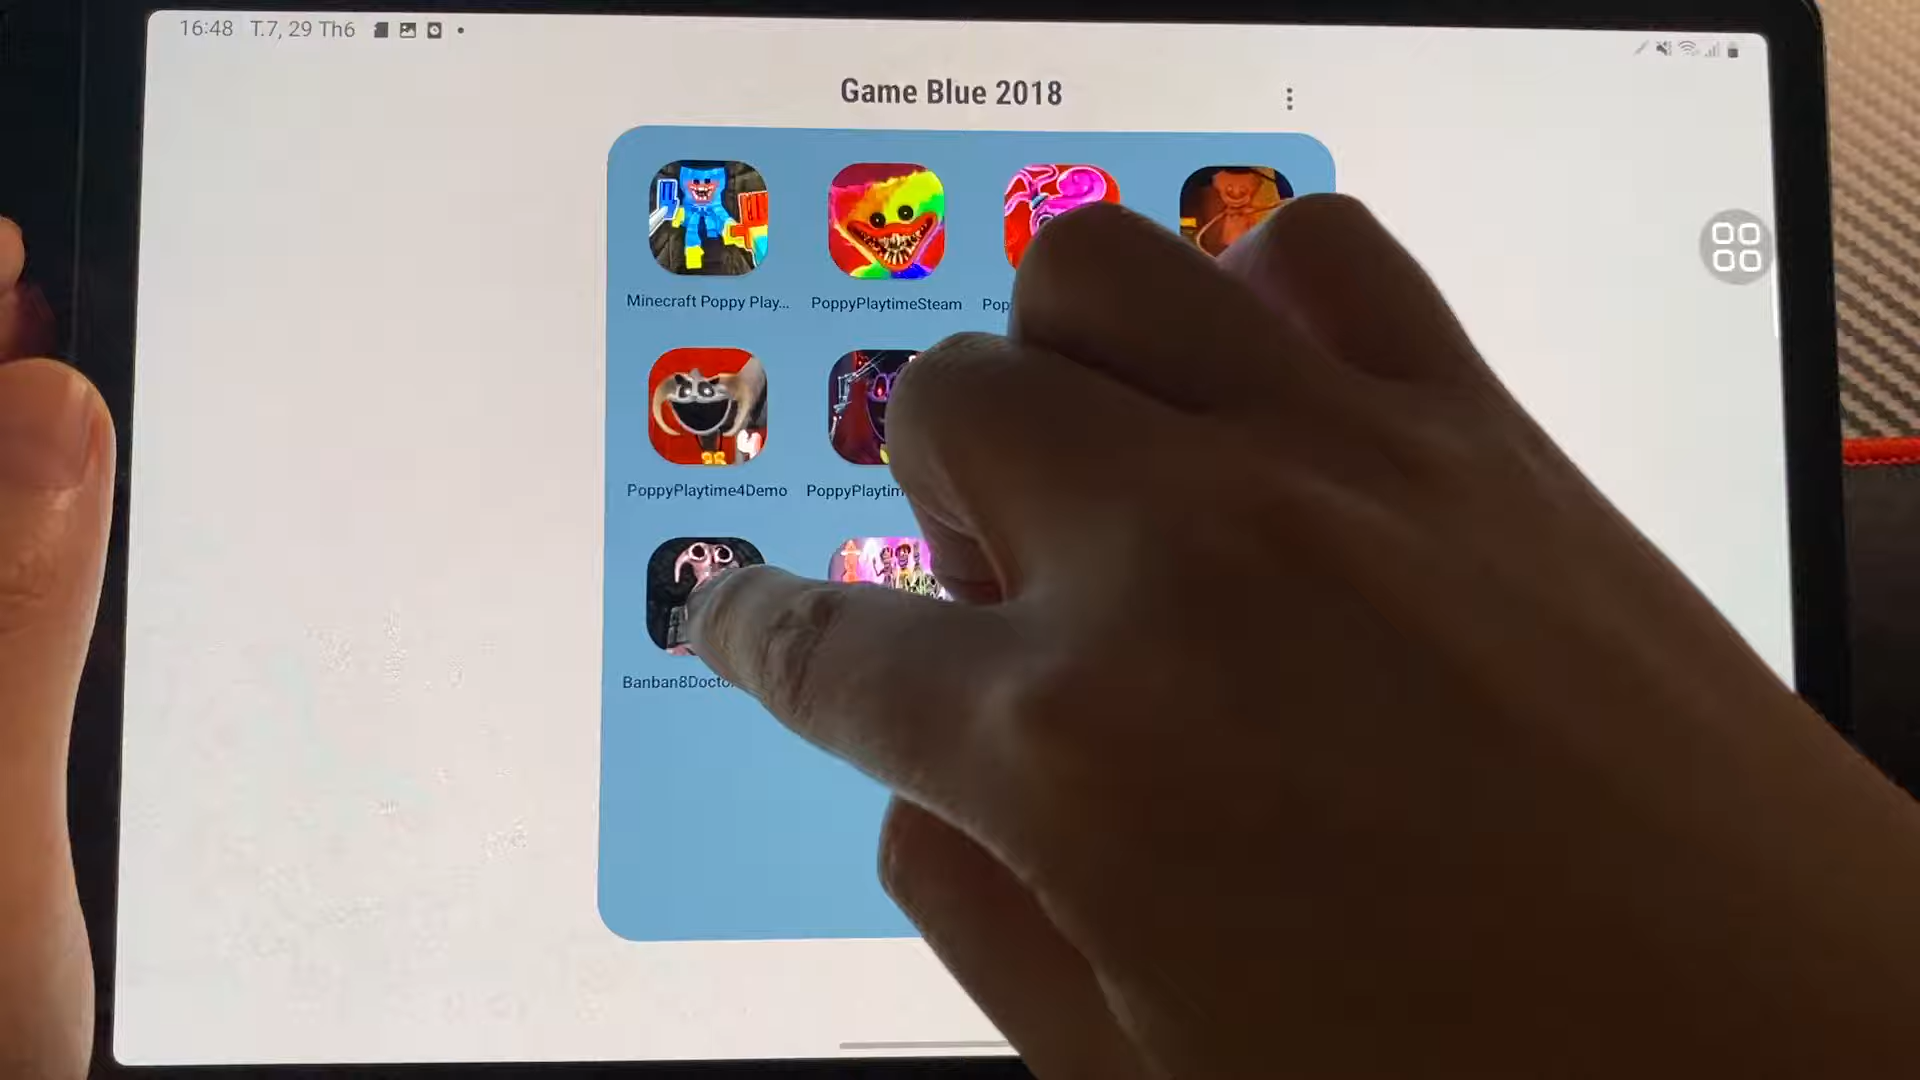 16:48 T.7, 29 Th6
Game Blue 2018
Minecraft Poppy Play... PoppyPlaytimeSteam Pop
PoppyPlaytime4Demo PoppyPlaytim
Banban8Docto